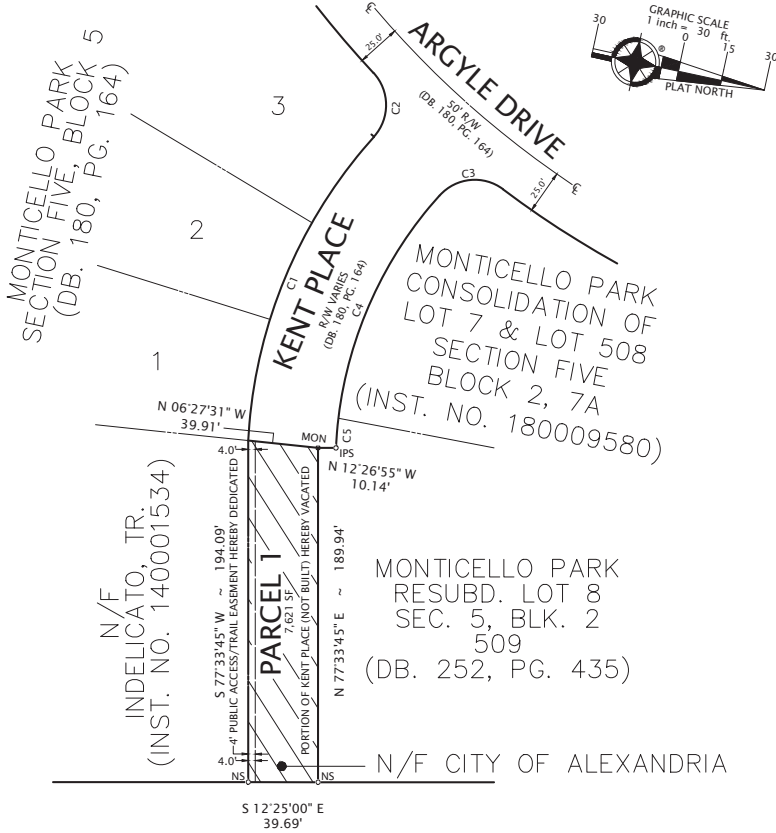 GRAPHIC SCALE
1 inch = 30 ft.
30 0 15 30
®
PLAT NORTH
℄
25.0'
ARGYLE DRIVE
50' R/W
(DB. 180, PG. 164)
℄
25.0'
MONTICELLO PARK
SECTION FIVE, BLOCK 5
(DB. 180, PG. 164)
3
2
1
C2
C3
C1
C4
C5
KENT PLACE
R/W VARIES
(DB. 180, PG. 164)
MONTICELLO PARK
CONSOLIDATION OF
LOT 7 & LOT 508
SECTION FIVE
BLOCK 2, 7A
(INST. NO. 180009580)
N 06°27'31" W
39.91'
MON
IPS
N 12°26'55" W
10.14'
4.0'
N/F
INDELICATO, TR.
(INST. NO. 140001534)
S 77°33'45" W ~ 194.09'
4' PUBLIC ACCESS/TRAIL EASEMENT HEREBY DEDICATED
PARCEL 1
7,621 SF
PORTION OF KENT PLACE (NOT BUILT) HEREBY VACATED
N 77°33'45" E ~ 189.94'
MONTICELLO PARK
RESUBD. LOT 8
SEC. 5, BLK. 2
509
(DB. 252, PG. 435)
4.0'
N/F CITY OF ALEXANDRIA
NS
NS
S 12°25'00" E
39.69'